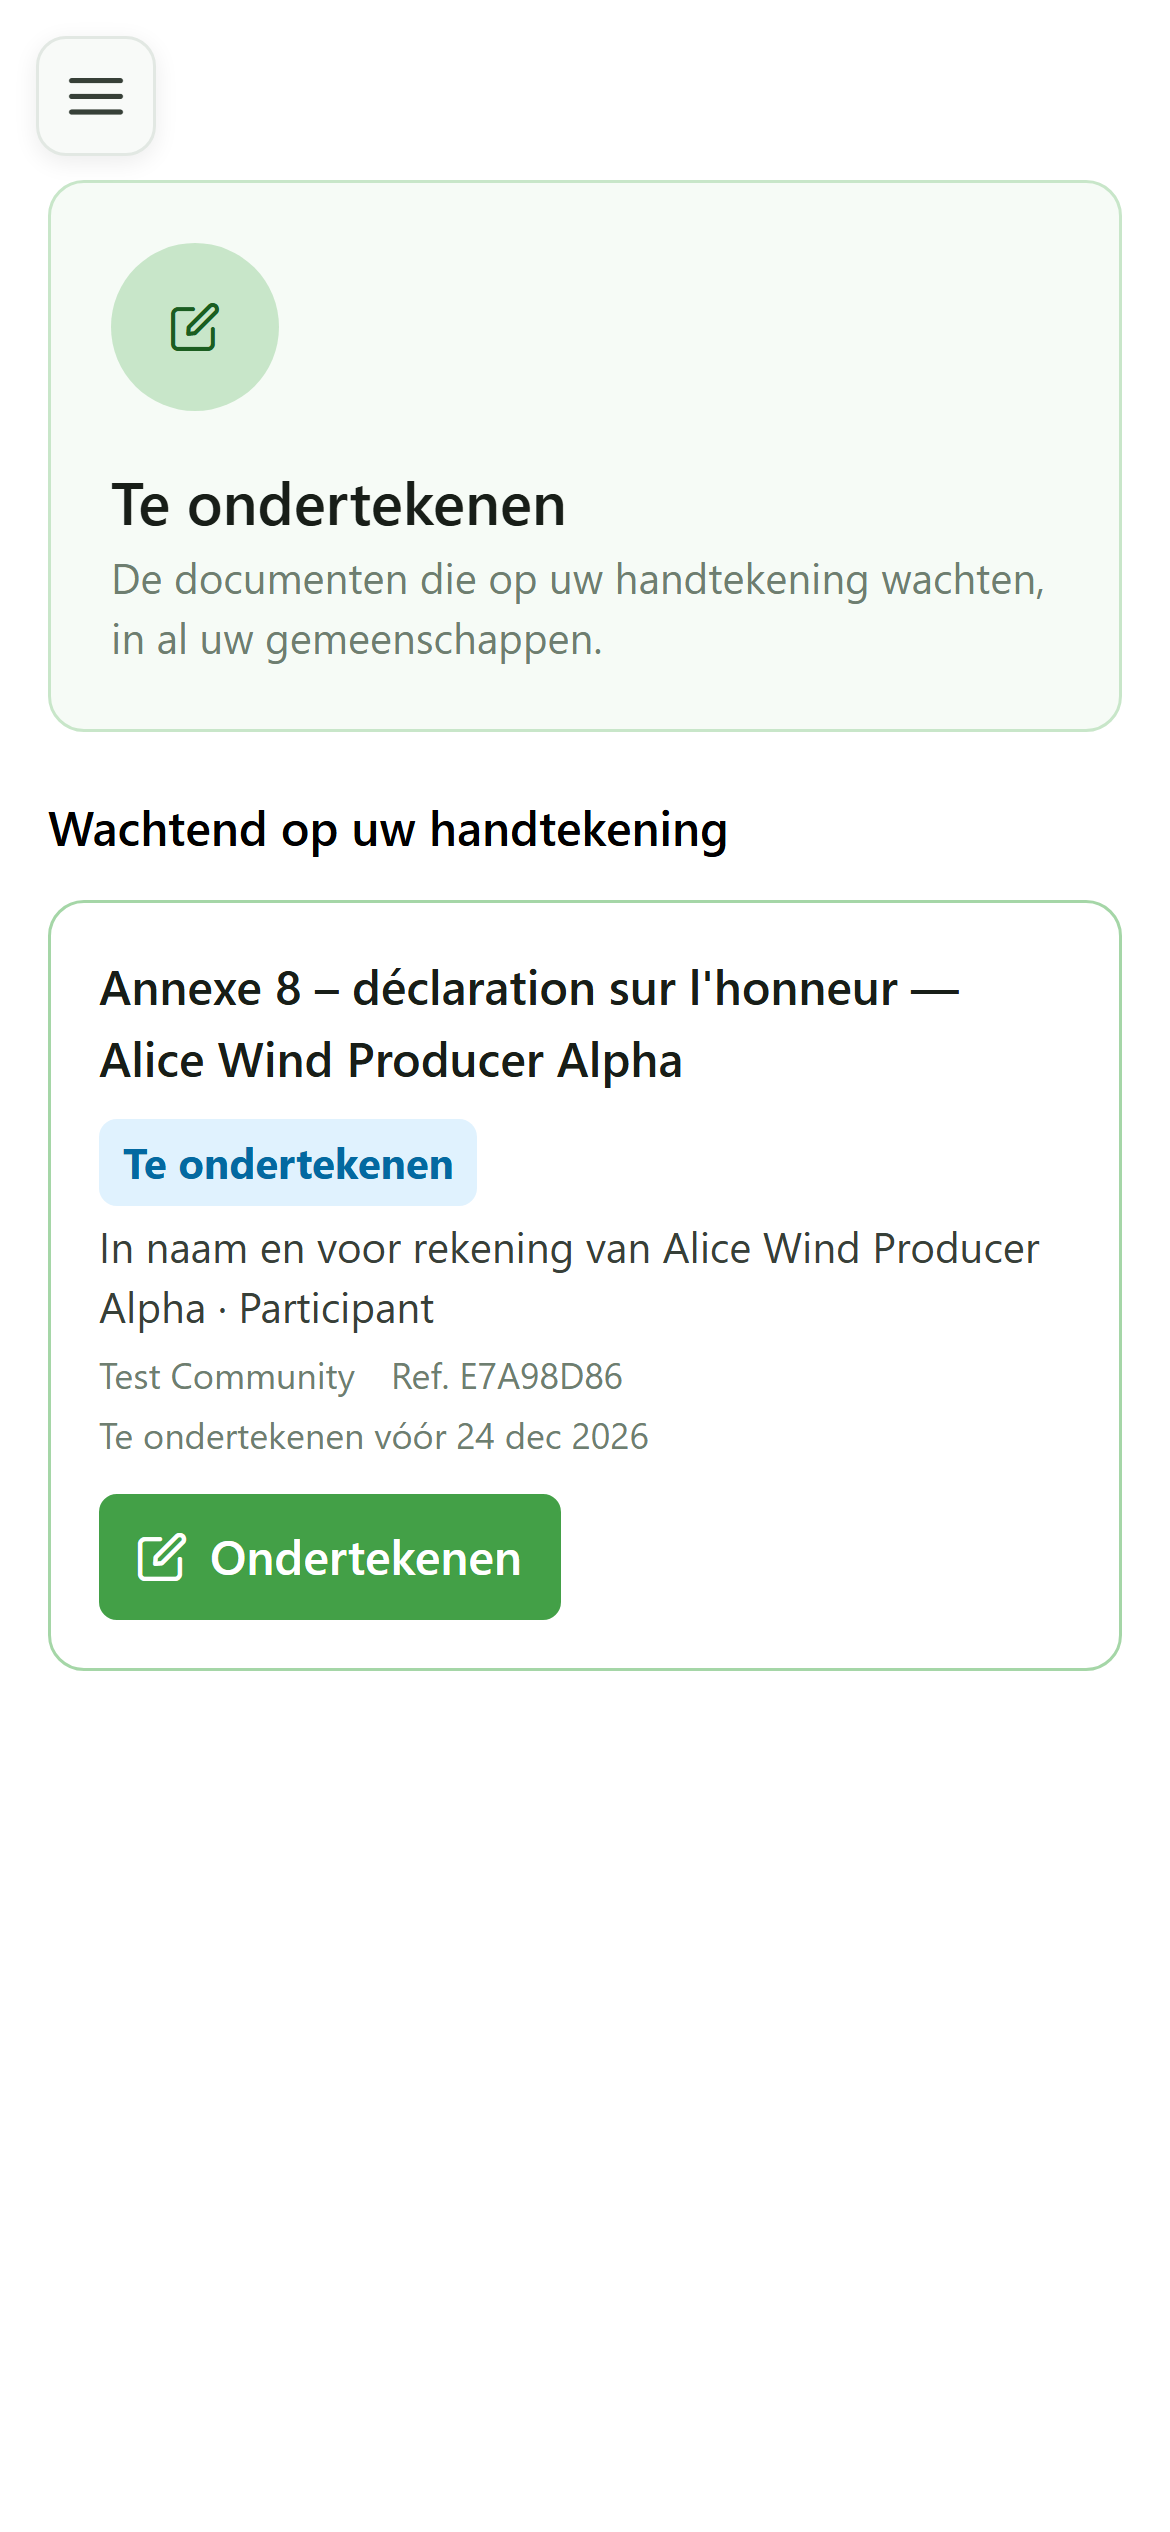 Te ondertekenen
De documenten die op uw handtekening wachten,
in al uw gemeenschappen.
Wachtend op uw handtekening
Annexe 8 – déclaration sur l'honneur —
Alice Wind Producer Alpha
Te ondertekenen
In naam en voor rekening van Alice Wind Producer
Alpha · Participant
Test Community Ref. E7A98D86
Te ondertekenen vóór 24 dec 2026
Ondertekenen